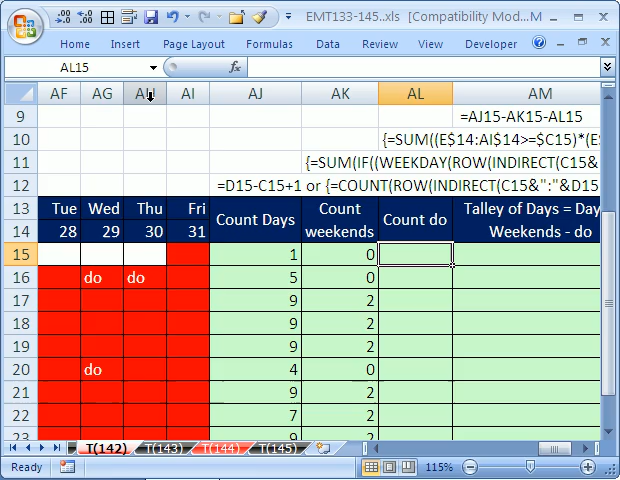 EMT133-145..xls [Compatibility Mod...M
Home Insert Page Layout Formulas Data Review View Developer
AL15 fx
AF AG AH AI AJ AK AL AM
9 =AJ15-AK15-AL15
10 {=SUM((E$14:AI$14>=$C15)*(E$
11 {=SUM(IF((WEEKDAY(ROW(INDIRECT(C15&
12 =D15-C15+1 or {=COUNT(ROW(INDIRECT(C15&":"&D15
13 Tue Wed Thu Fri Count Days Count weekends Count do Talley of Days = Day
14 28 29 30 31 Weekends - do
15 1 0
16 do do 5 0
17 9 2
18 9 2
19 9 2
20 do 4 0
21 9 2
22 7 2
23 9 2
T(142) T(143) T(144) T(145)
Ready 115%